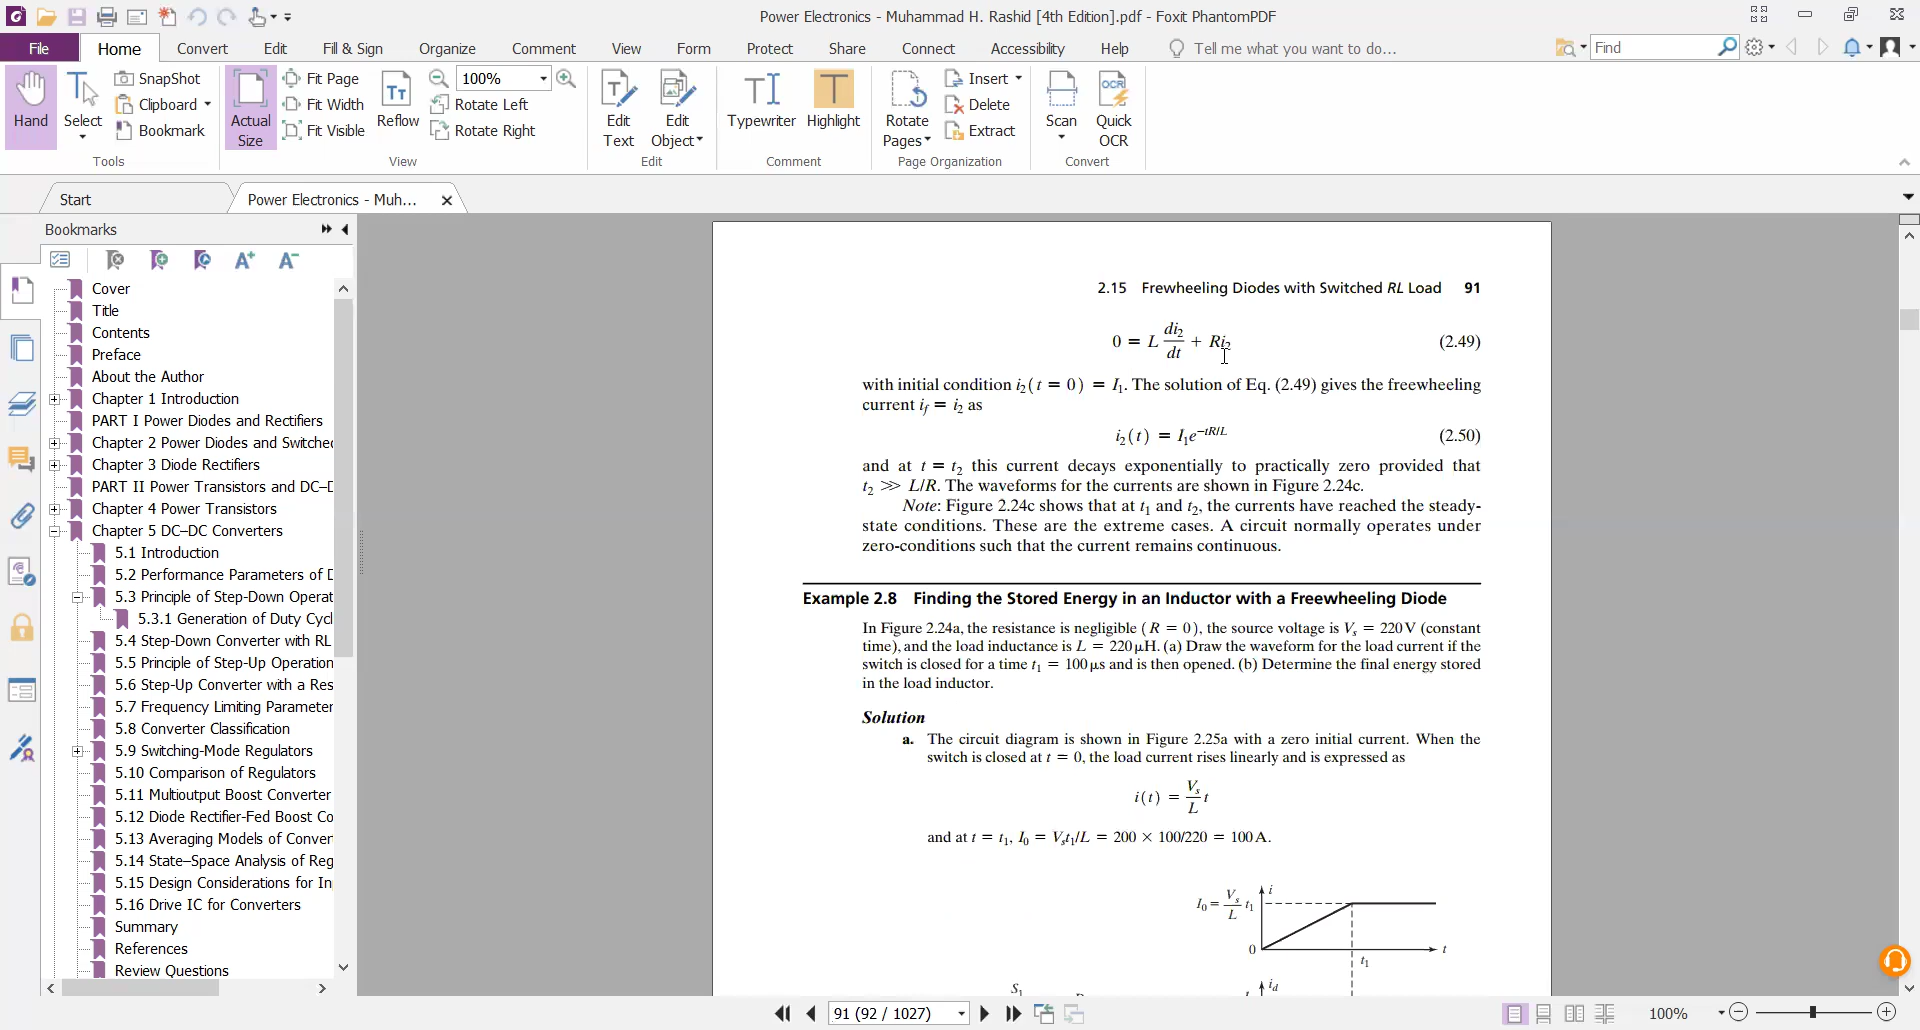 Power Electronics - Muhammad H. Rashid [4th Edition].pdf - Foxit PhantomPDF
File Home Convert Edit Fill & Sign Organize Comment View Form Protect Share Connect Accessibility Help Tell me what you want to do... Find
Hand
Select
SnapShot
Clipboard
Bookmark
Tools
Actual Size
Fit Page
Fit Width
Fit Visible
Reflow
100%
Rotate Left
Rotate Right
View
Edit Text
Edit Object
Edit
Typewriter
Highlight
Comment
Rotate Pages
Insert
Delete
Extract
Page Organization
Scan
Quick OCR
Convert
Start
Power Electronics - Muh...
Bookmarks
Cover
Title
Contents
Preface
About the Author
Chapter 1 Introduction
PART I Power Diodes and Rectifiers
Chapter 2 Power Diodes and Switched
Chapter 3 Diode Rectifiers
PART II Power Transistors and DC–D
Chapter 4 Power Transistors
Chapter 5 DC–DC Converters
5.1 Introduction
5.2 Performance Parameters of D
5.3 Principle of Step-Down Operat
5.3.1 Generation of Duty Cycl
5.4 Step-Down Converter with RL
5.5 Principle of Step-Up Operation
5.6 Step-Up Converter with a Res
5.7 Frequency Limiting Parameter
5.8 Converter Classification
5.9 Switching-Mode Regulators
5.10 Comparison of Regulators
5.11 Multioutput Boost Converter
5.12 Diode Rectifier-Fed Boost Co
5.13 Averaging Models of Conver
5.14 State–Space Analysis of Reg
5.15 Design Considerations for In
5.16 Drive IC for Converters
Summary
References
Review Questions
2.15 Frewheeling Diodes with Switched RL Load 91
0 = L di₂/dt + Ri₂ (2.49)
with initial condition i₂(t = 0) = I₁. The solution of Eq. (2.49) gives the freewheeling
current i_f = i₂ as
i₂(t) = I₁e^(−tR/L) (2.50)
and at t = t₂ this current decays exponentially to practically zero provided that
t₂ ≫ L/R. The waveforms for the currents are shown in Figure 2.24c.
Note: Figure 2.24c shows that at t₁ and t₂, the currents have reached the steady-
state conditions. These are the extreme cases. A circuit normally operates under
zero-conditions such that the current remains continuous.
Example 2.8 Finding the Stored Energy in an Inductor with a Freewheeling Diode
In Figure 2.24a, the resistance is negligible (R = 0), the source voltage is Vₛ = 220 V (constant
time), and the load inductance is L = 220 μH. (a) Draw the waveform for the load current if the
switch is closed for a time t₁ = 100 μs and is then opened. (b) Determine the final energy stored
in the load inductor.
Solution
a. The circuit diagram is shown in Figure 2.25a with a zero initial current. When the
switch is closed at t = 0, the load current rises linearly and is expressed as
i(t) = Vₛ/L t
and at t = t₁, I₀ = Vₛt₁/L = 200 × 100/220 = 100 A.
i
I₀ = Vₛ/L t₁
0
t
t₁
S₁
i_d
91 (92 / 1027)
100%